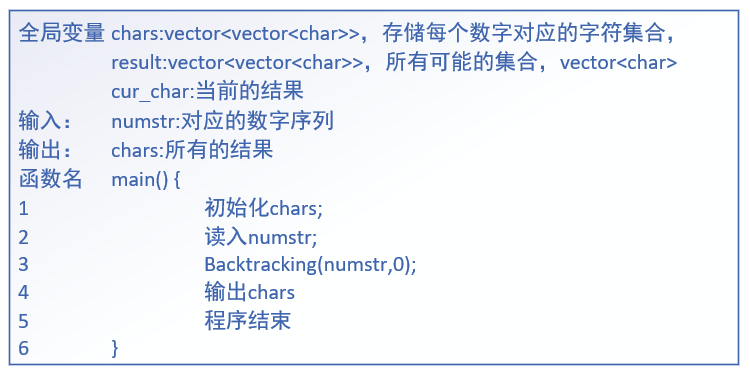 全局变量 chars:vector<vector<char>>，存储每个数字对应的字符集合，
result:vector<vector<char>>，所有可能的集合，vector<char>
cur_char:当前的结果
输入： numstr:对应的数字序列
输出： chars:所有的结果
函数名 main() {
1 初始化chars;
2 读入numstr;
3 Backtracking(numstr,0);
4 输出chars
5 程序结束
6 }